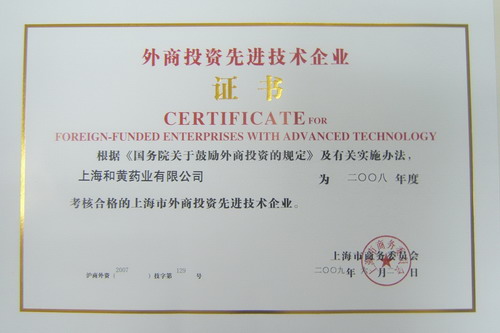 外商投资先进技术企业
证书
CERTIFICATE FOR
FOREIGN-FUNDED ENTERPRISES WITH ADVANCED TECHNOLOGY
根据《国务院关于鼓励外商投资的规定》及有关实施办法，
上海和黄药业有限公司 为 二〇〇八 年度
考核合格的上海市外商投资先进技术企业。
上海市商务委员会
二〇〇九 年 月 日
沪商外资( 2007 )技字第 129 号